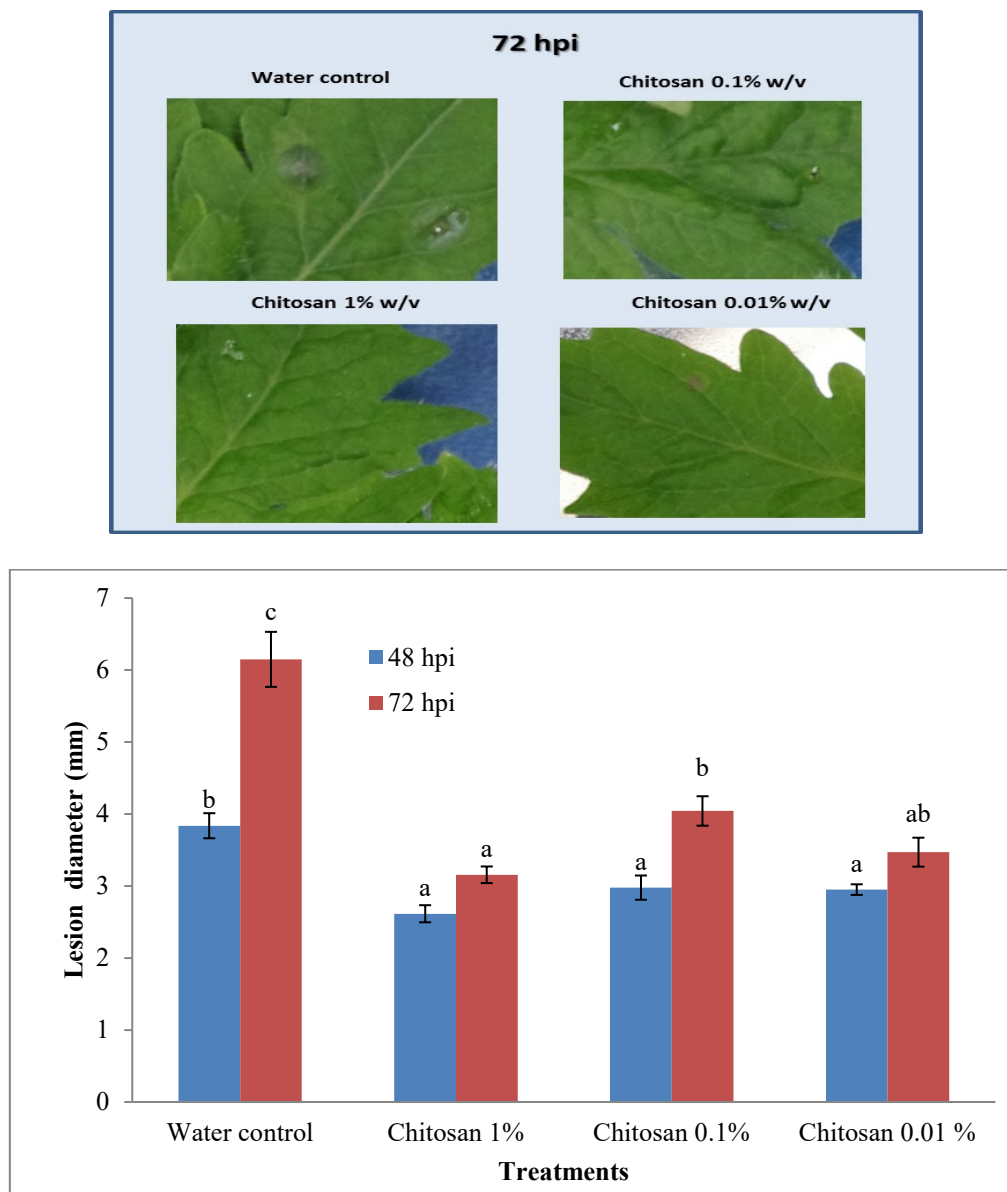 72 hpi
Water control
Chitosan 0.1% w/v
Chitosan 1% w/v
Chitosan 0.01% w/v
7
6
5
4
3
2
1
0
Lesion diameter (mm)
48 hpi
72 hpi
b
c
a
a
a
b
a
ab
Water control
Chitosan 1%
Chitosan 0.1%
Chitosan 0.01 %
Treatments